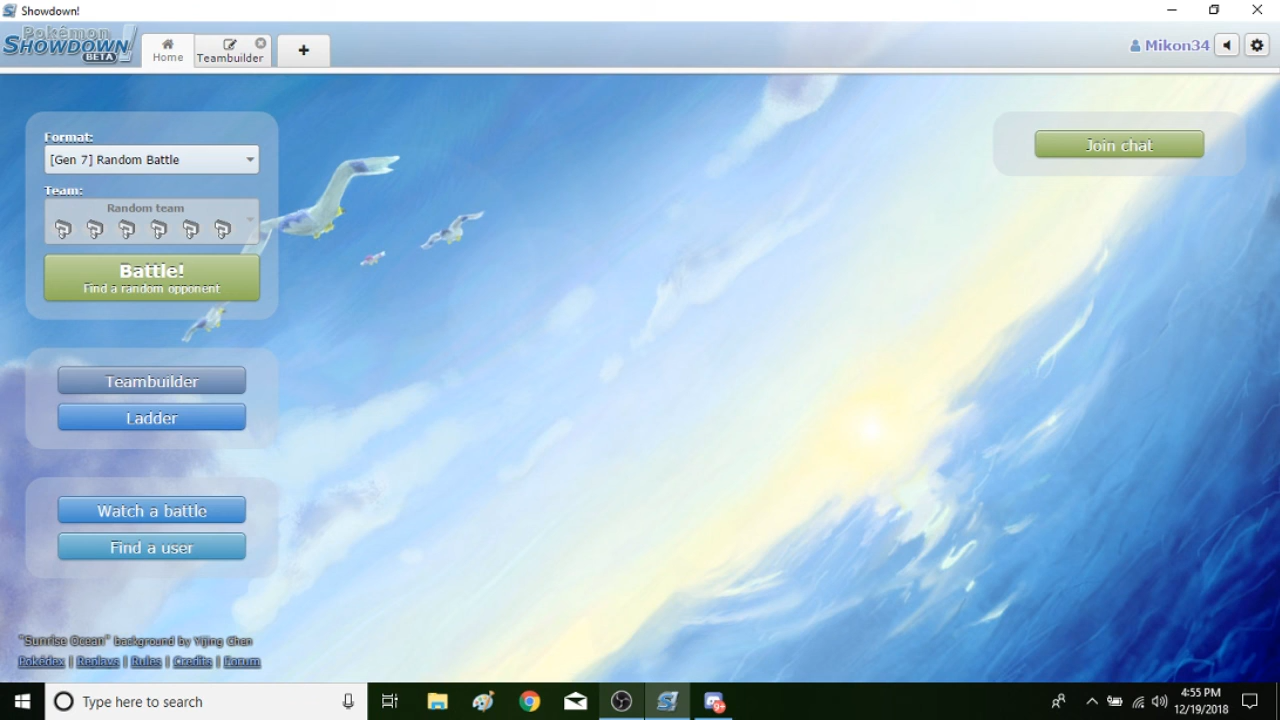 Showdown!
Pokémon
SHOWDOWN!
BETA
Home
Teambuilder
+
Mikon34
Format:
[Gen 7] Random Battle
Team:
Random team
Battle!
Find a random opponent
Join chat
Teambuilder
Ladder
Watch a battle
Find a user
"Sunrise Ocean" background by Yijing Chen
Pokédex | Replays | Rules | Credits | Forum
Type here to search
9+
4:55 PM
12/19/2018